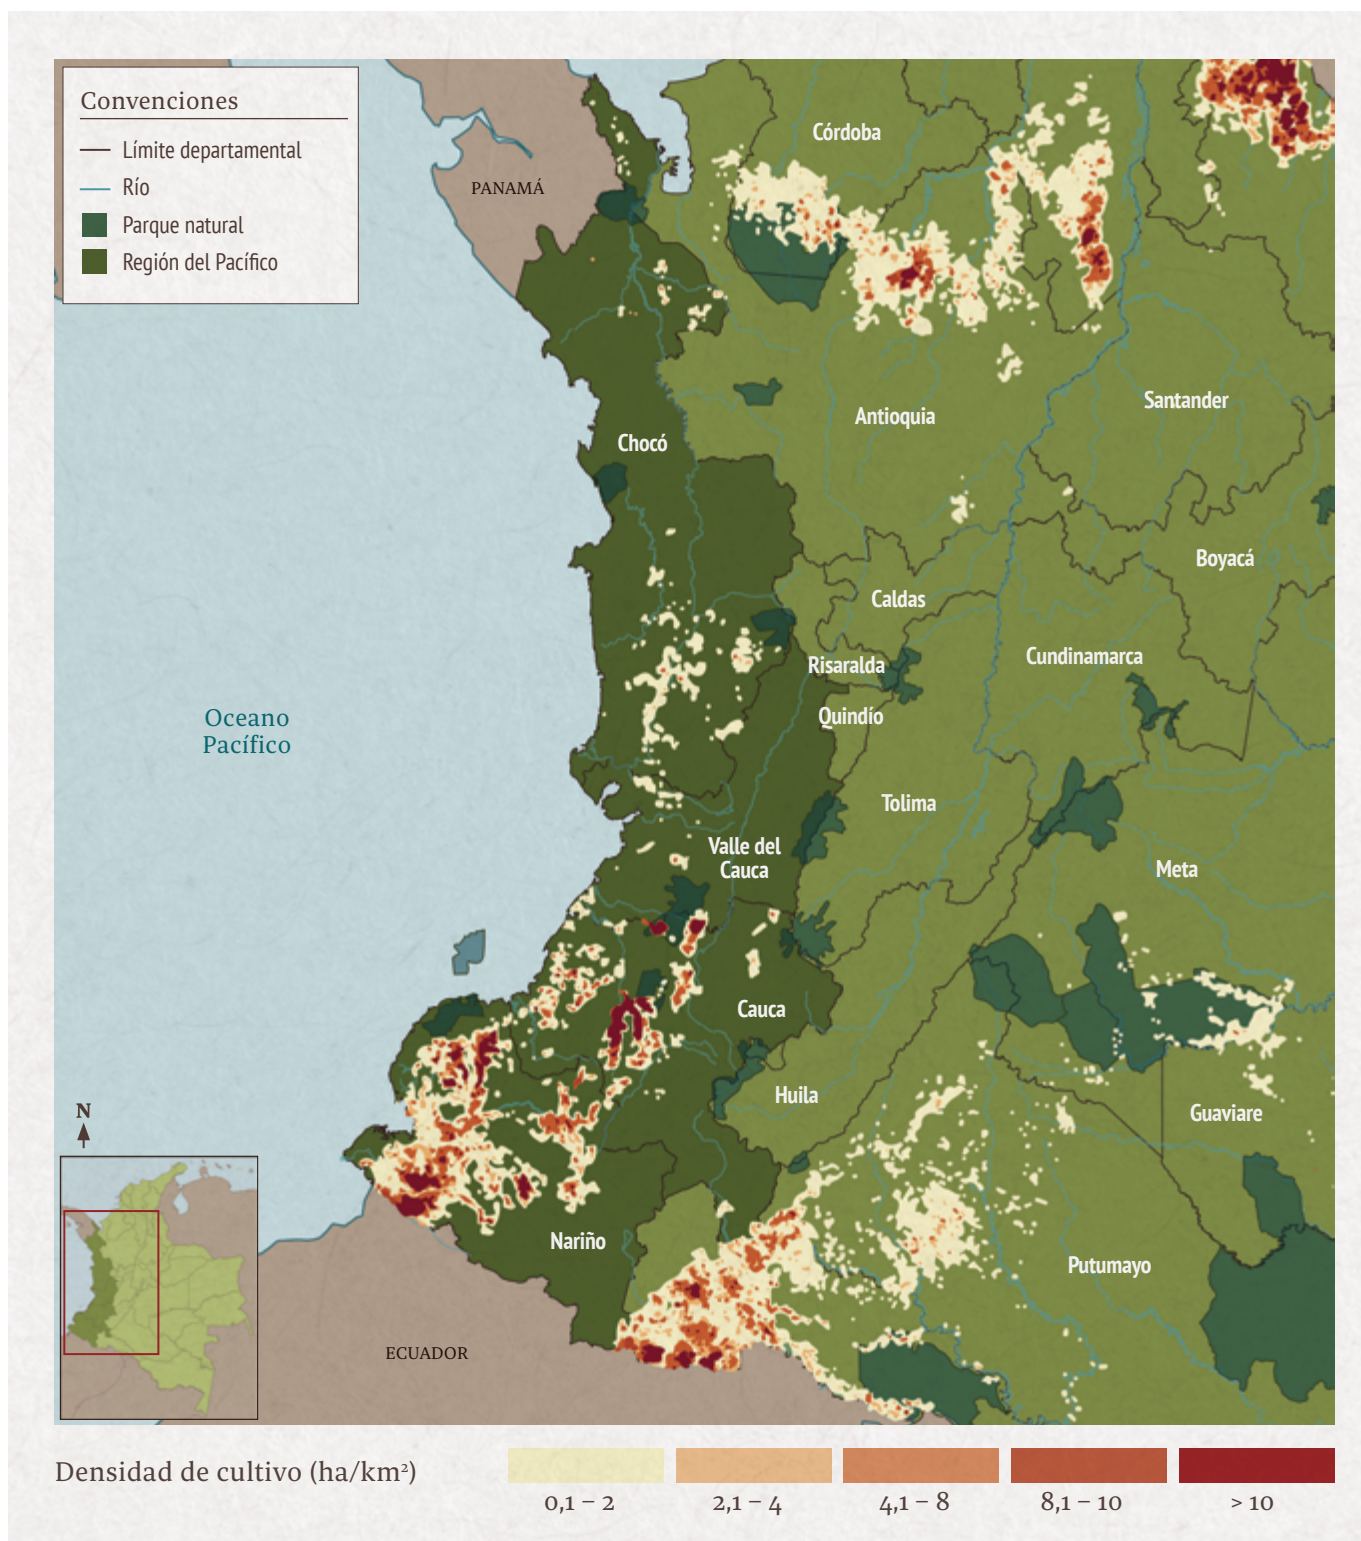 Convenciones
Límite departamental
Río
Parque natural
Región del Pacífico
PANAMÁ
Córdoba
Antioquia
Santander
Chocó
Boyacá
Caldas
Risaralda
Cundinamarca
Quindío
Oceano
Pacífico
Tolima
Valle del
Cauca
Meta
Cauca
Huila
Guaviare
N
Nariño
Putumayo
ECUADOR
Densidad de cultivo (ha/km²)
0,1 – 2
2,1 – 4
4,1 – 8
8,1 – 10
> 10